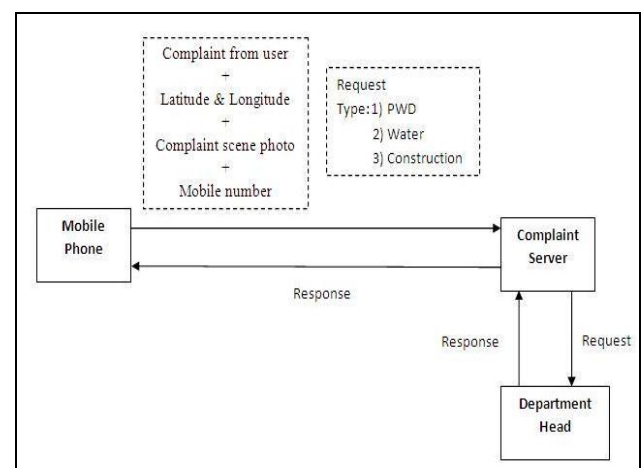 Complaint from user
+
Latitude & Longitude
+
Complaint scene photo
+
Mobile number
Request
Type:1) PWD
2) Water
3) Construction
Mobile
Phone
Complaint
Server
Response
Response
Request
Department
Head